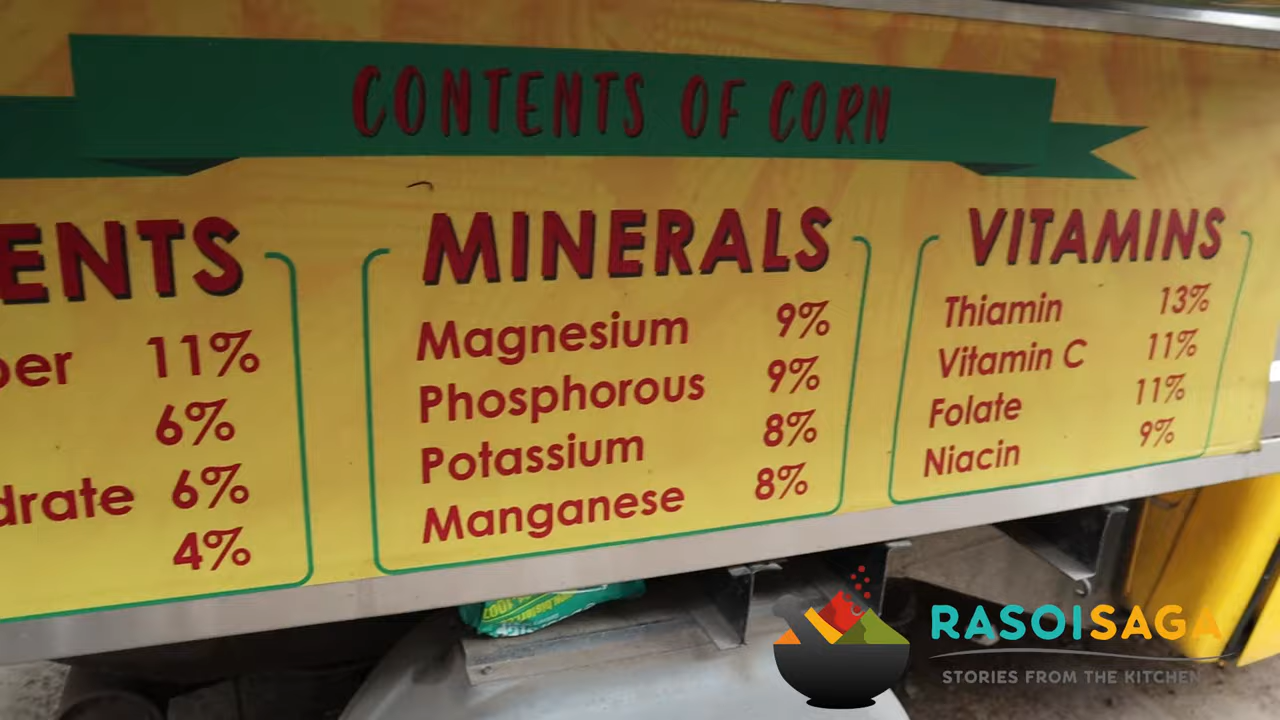 CONTENTS OF CORN
ENTS
ber 11%
6%
drate 6%
4%
MINERALS
Magnesium 9%
Phosphorous 9%
Potassium 8%
Manganese 8%
VITAMINS
Thiamin 13%
Vitamin C 11%
Folate 11%
Niacin 9%
RASOISAGA
STORIES FROM THE KITCHEN